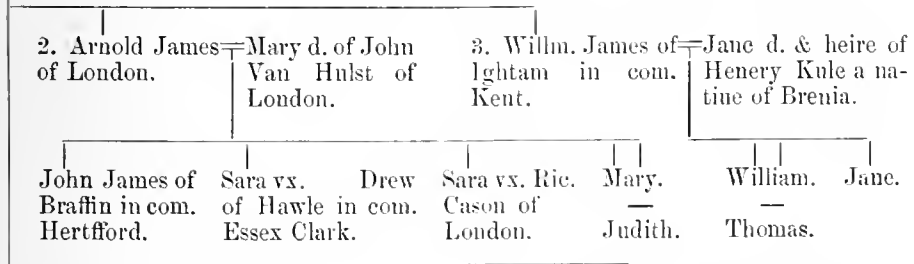 2. Arnold James
of London.
Mary d. of John
Van Hulst of
London.
3. Willm. James of
Ightam in com.
Kent.
Jane d. & heire of
Henery Kule a na-
tiue of Brenia.
John James of
Braffin in com.
Hertfford.
Sara vx. Drew
of Hawle in com.
Essex Clark.
Sara vx. Ric.
Cason of
London.
Mary.
Judith.
William.
Thomas.
Jane.